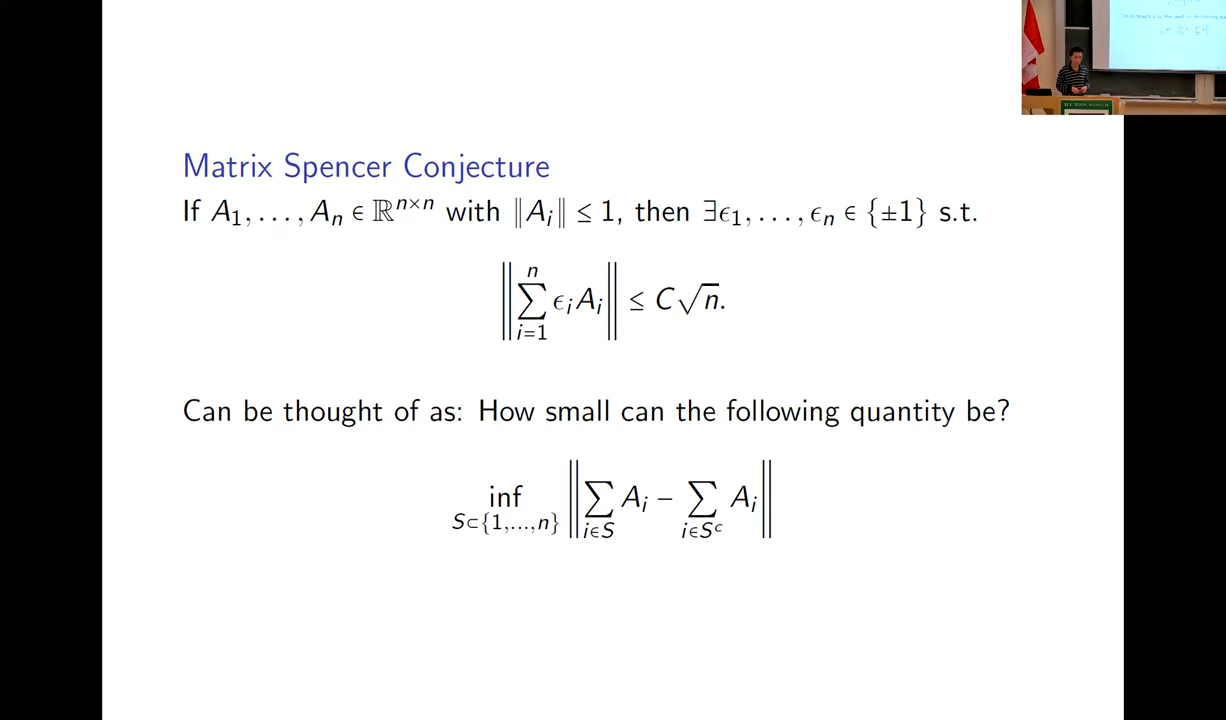 Matrix Spencer Conjecture
If A₁, . . . , Aₙ ∈ ℝⁿˣⁿ with ‖Aᵢ‖ ≤ 1, then ∃ϵ₁, . . . , ϵₙ ∈ {±1} s.t.
‖∑ᵢ₌₁ⁿ ϵᵢAᵢ‖ ≤ C√n.
Can be thought of as: How small can the following quantity be?
inf_{S⊂{1,...,n}} ‖∑_{i∈S} Aᵢ − ∑_{i∈Sᶜ} Aᵢ‖